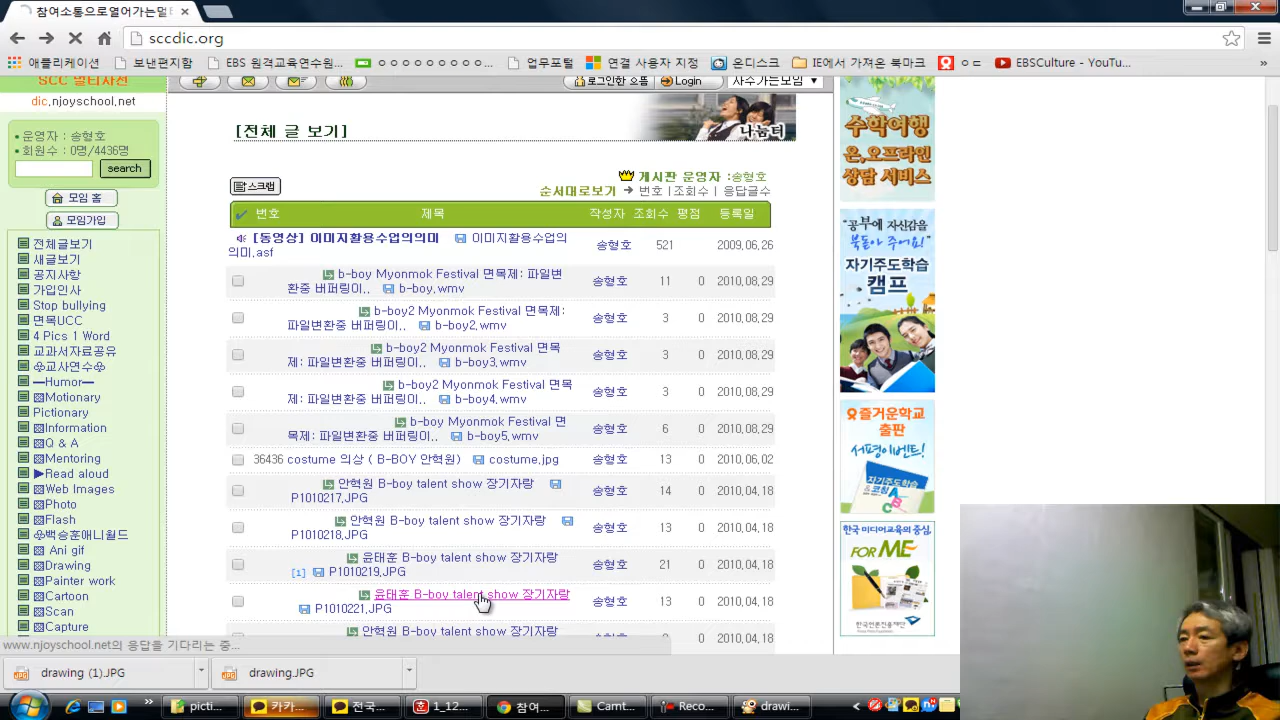 참여소통으로열어가는멀티
sccdic.org
애플리케이션 보낸편지함 EBS 원격교육연수원... ㅇㅇㅇㅇㅇㅇㅇㅇ... 업무포털 연결 사용자 지정 온디스크 IE에서 가져온 북마크 ㅇㄷ EBSCulture - YouTu... »
SCC 멀티사전
dic.njoyschool.net
로그인한 오름 Login 자주가는모임
운영자 : 송형호
회원수 : 0명/4436명
search
모임 홈
모임가입
전체글보기
새글보기
공지사항
가입인사
Stop bullying
면목UCC
4 Pics 1 Word
교과서자료공유
♧교사연수♧
━Humor━
▧Motionary
Pictionary
▧Information
▧Q & A
▧Mentoring
▶Read aloud
▧Web Images
▧Photo
▧Flash
♧백승훈애니월드
▧ Ani gif
▧Drawing
▧Painter work
▧Cartoon
▧Scan
▧Capture
[전체 글 보기]
나눔터
스크랩
게시판 운영자 :송형호
순서대로보기 → 번호 |조회수 | 응답글수
번호 제목 작성자 조회수 평점 등록일
[동영상] 이미지활용수업의의미 이미지활용수업의 송형호 521 2009.06.26
의미.asf
b-boy Myonmok Festival 면목제: 파일변
환중 버퍼링이.. b-boy.wmv 송형호 11 0 2010.08.29
b-boy2 Myonmok Festival 면목제:
파일변환중 버퍼링이.. b-boy2.wmv 송형호 3 0 2010.08.29
b-boy2 Myonmok Festival 면목
제: 파일변환중 버퍼링이.. b-boy3.wmv 송형호 3 0 2010.08.29
b-boy2 Myonmok Festival 면목
제: 파일변환중 버퍼링이.. b-boy4.wmv 송형호 3 0 2010.08.29
b-boy Myonmok Festival 면
목제: 파일변환중 버퍼링이.. b-boy5.wmv 송형호 6 0 2010.08.29
36436 costume 의상 ( B-BOY 안혁원) costume.jpg 송형호 13 0 2010.06.02
안혁원 B-boy talent show 장기자랑
P1010217.JPG 송형호 14 0 2010.04.18
안혁원 B-boy talent show 장기자랑
P1010218.JPG 송형호 13 0 2010.04.18
윤태훈 B-boy talent show 장기자랑
[1] P1010219.JPG 송형호 21 0 2010.04.18
윤태훈 B-boy talent show 장기자랑
P1010221.JPG 송형호 13 0 2010.04.18
안혁원 B-boy talent show 장기자랑
송형호 9 0 2010.04.18
수학여행
온,오프라인
상담 서비스
"공부에 자신감을
북돋아 주어요!"
자기주도학습
캠프
즐거운학교
출판
서평이벤트!
자기주도학습
한국 미디어교육의 중심,
FOR ME
한국언론진흥재단
www.njoyschool.net의 응답을 기다리는 중...
drawing (1).JPG drawing.JPG
» picti... 카카... 전국... 1_12... 참여... Camt... Reco... drawi...